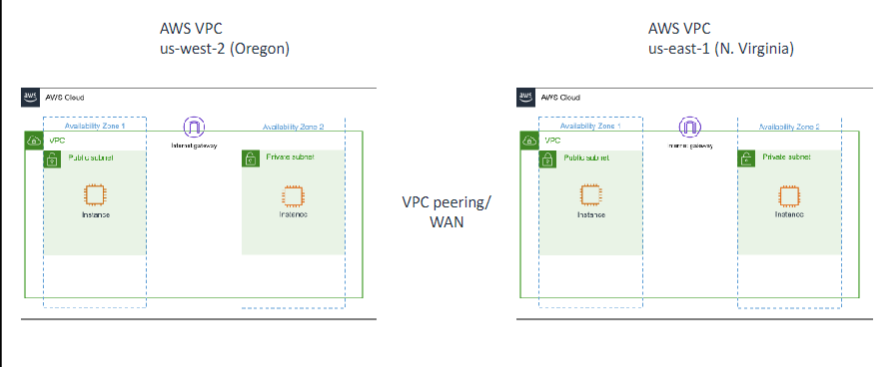 AWS VPC
us-west-2 (Oregon)
AWS VPC
us-east-1 (N. Virginia)
aws
AWS Cloud
Availability Zone 1
Availability Zone 2
VPC
Internet gateway
Public subnet
Private subnet
Instance
Instance
VPC peering/
WAN
aws
AWS Cloud
Availability Zone 1
Availability Zone 2
VPC
Internet gateway
Public subnet
Private subnet
Instance
Instance